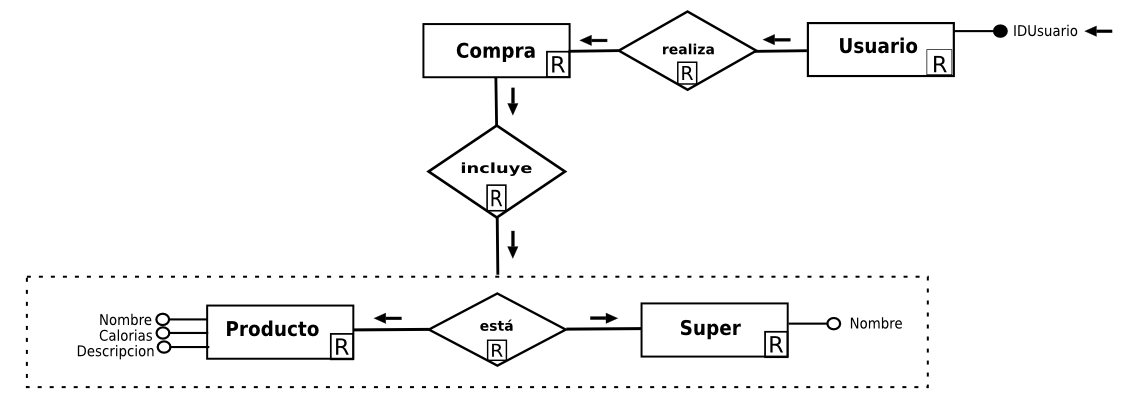 Compra
R
realiza
R
Usuario
R
IDUsuario
incluye
R
Nombre
Calorias
Descripcion
Producto
R
está
R
Super
R
Nombre